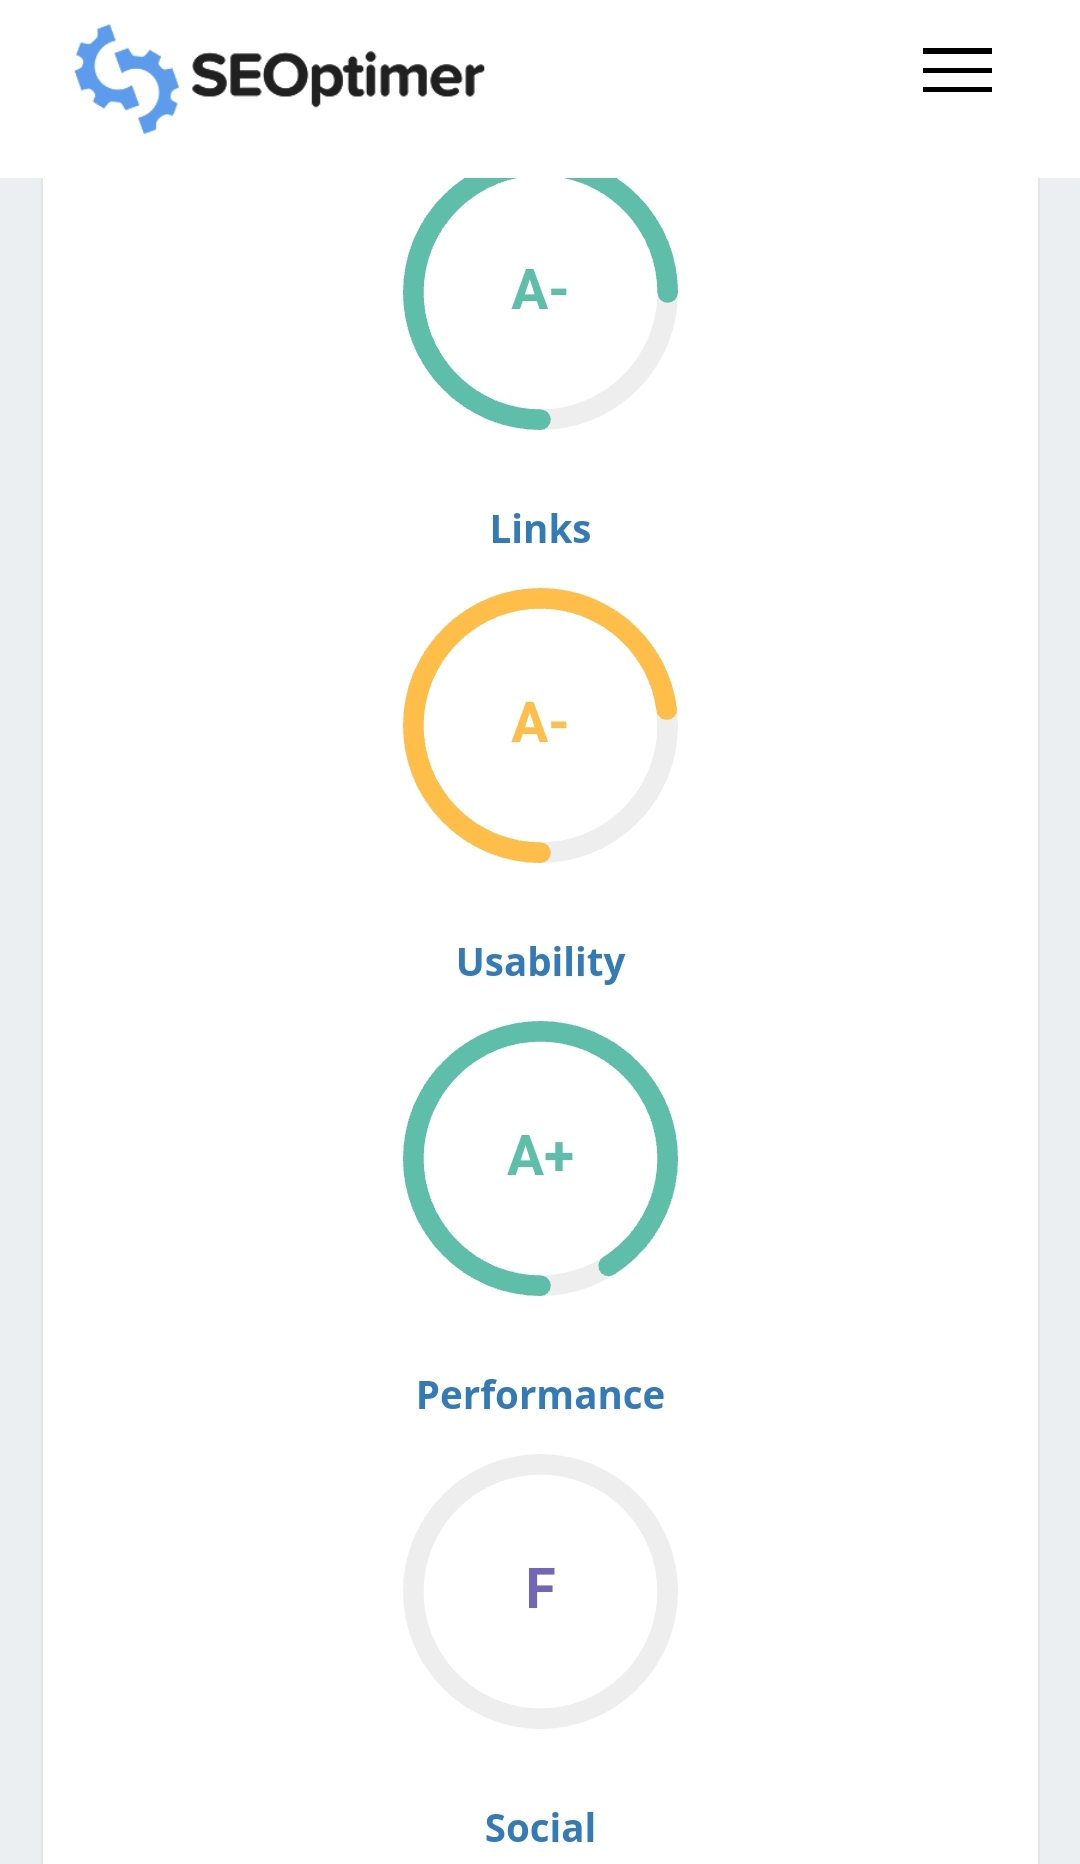 SEOptimer
A-
Links
A-
Usability
A+
Performance
F
Social